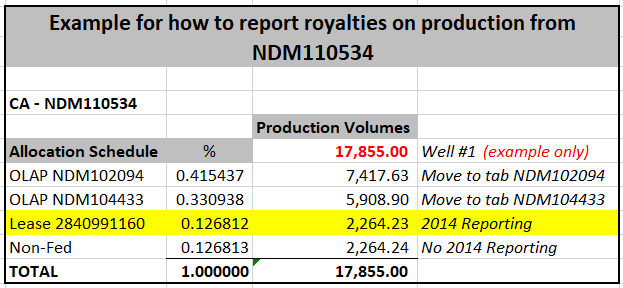 Example for how to report royalties on production from
NDM110534
CA - NDM110534
Production Volumes
Allocation Schedule % 17,855.00 Well #1 (example only)
OLAP NDM102094 0.415437 7,417.63 Move to tab NDM102094
OLAP NDM104433 0.330938 5,908.90 Move to tab NDM104433
Lease 2840991160 0.126812 2,264.23 2014 Reporting
Non-Fed 0.126813 2,264.24 No 2014 Reporting
TOTAL 1.000000 17,855.00